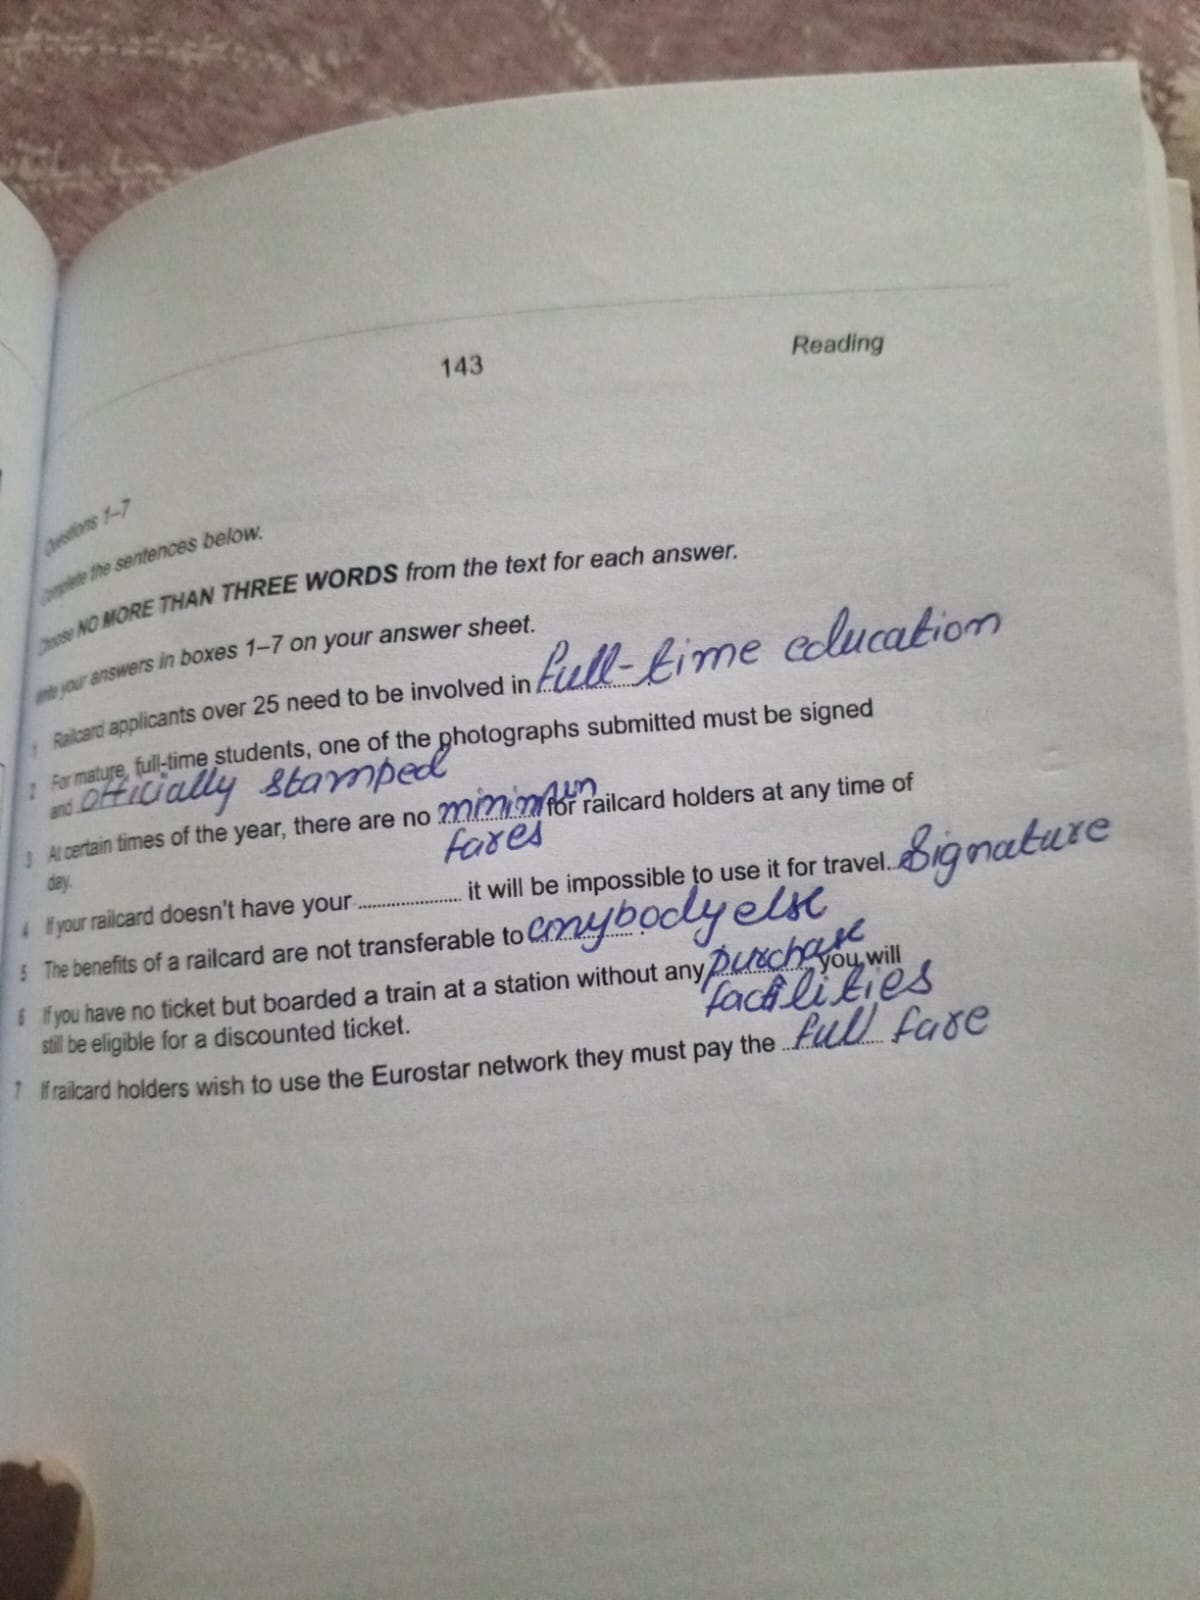 143 Reading
Questions 1–7
Complete the sentences below.
Choose NO MORE THAN THREE WORDS from the text for each answer.
Write your answers in boxes 1–7 on your answer sheet.
1 Railcard applicants over 25 need to be involved in full-time education
2 For mature, full-time students, one of the photographs submitted must be signed
and officially stamped
3 At certain times of the year, there are no minimum for railcard holders at any time of
fares
day.
4 If your railcard doesn't have your .................... it will be impossible to use it for travel. Signature
5 The benefits of a railcard are not transferable to anybody else
6 If you have no ticket but boarded a train at a station without any purchase you will
facilities
still be eligible for a discounted ticket.
7 If railcard holders wish to use the Eurostar network they must pay the full fare